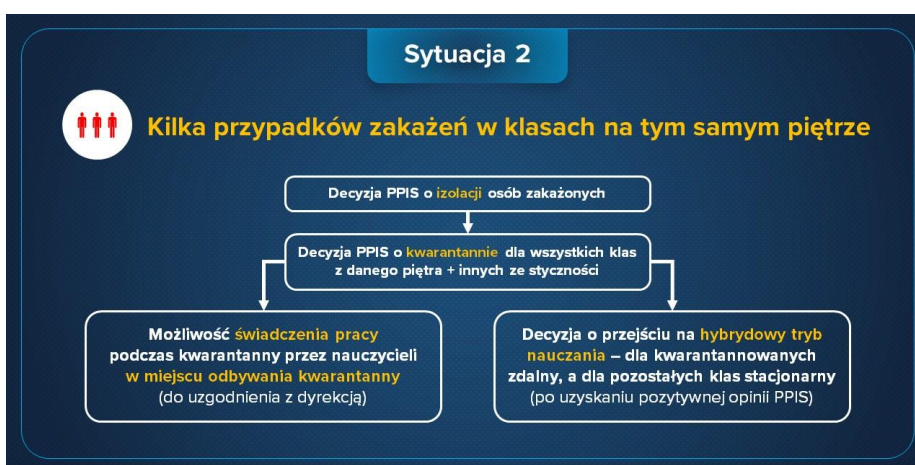 Sytuacja 2
Kilka przypadków zakażeń w klasach na tym samym piętrze
Decyzja PPIS o izolacji osób zakażonych
Decyzja PPIS o kwarantannie dla wszystkich klas
z danego piętra + innych ze styczności
Możliwość świadczenia pracy
podczas kwarantanny przez nauczycieli
w miejscu odbywania kwarantanny
(do uzgodnienia z dyrekcją)
Decyzja o przejściu na hybrydowy tryb
nauczania – dla kwarantannowanych
zdalny, a dla pozostałych klas stacjonarny
(po uzyskaniu pozytywnej opinii PPIS)